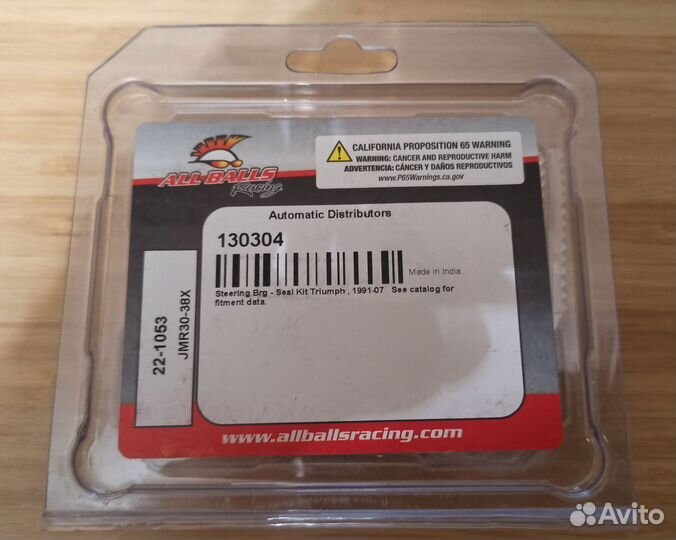 ALL BALLS
Racing
CALIFORNIA PROPOSITION 65 WARNING
WARNING: CANCER AND REPRODUCTIVE HARM
ADVERTENCIA: CÁNCER Y DAÑOS REPRODUCTIVOS
www.P65Warnings.ca.gov
Automatic Distributors
130304
Made in India
Steering Brg - Seal Kit Triumph , 1991-07 See catalog for
fitment data.
22-1053
JMR30-38X
www.allballsracing.com
Avito